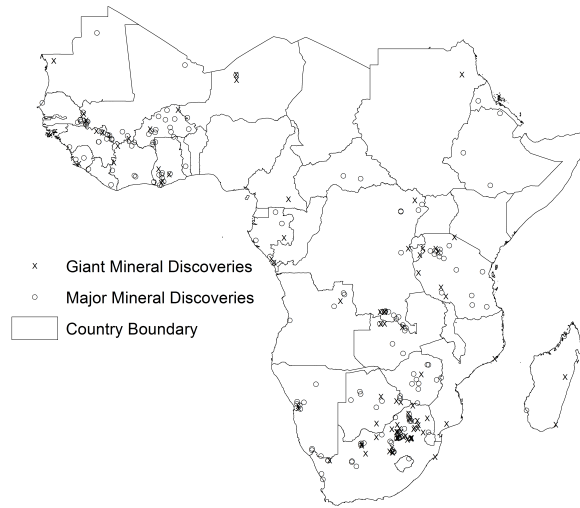 x Giant Mineral Discoveries
o Major Mineral Discoveries
Country Boundary